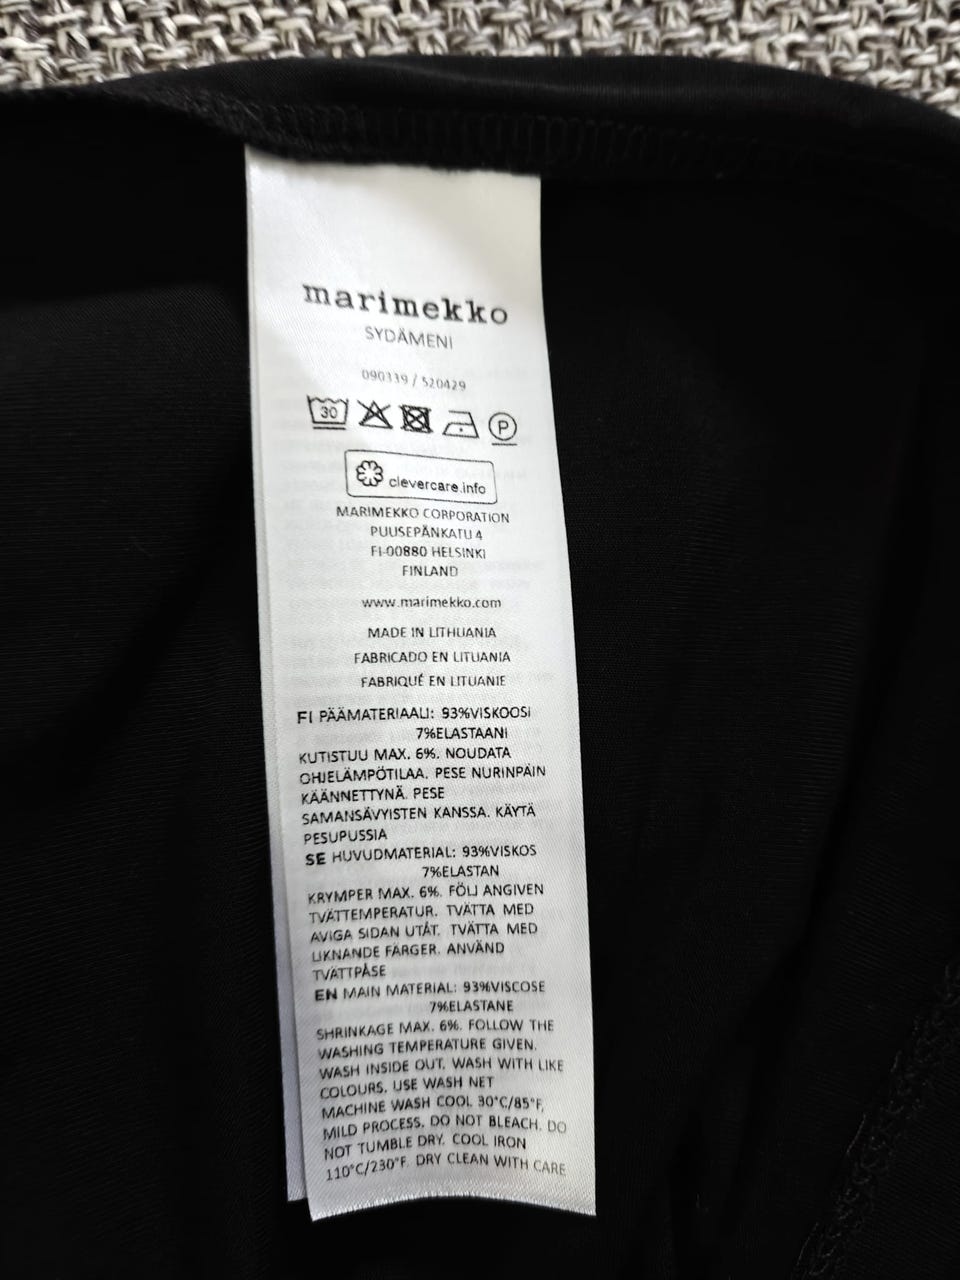 marimekko
SYDÄMENI
090339 / 520429
30 P
clevercare.info
MARIMEKKO CORPORATION
PUUSEPÄNKATU 4
FI-00880 HELSINKI
FINLAND
www.marimekko.com
MADE IN LITHUANIA
FABRICADO EN LITUANIA
FABRIQUÉ EN LITUANIE
FI PÄÄMATERIAALI: 93%VISKOOSI
7%ELASTAANI
KUTISTUU MAX. 6%. NOUDATA
OHJELÄMPÖTILAA. PESE NURINPÄIN
KÄÄNNETTYNÄ. PESE
SAMANSÄVYISTEN KANSSA. KÄYTÄ
PESUPUSSIA
SE HUVUDMATERIAL: 93%VISKOS
7%ELASTAN
KRYMPER MAX. 6%. FÖLJ ANGIVEN
TVÄTTEMPERATUR. TVÄTTA MED
AVIGA SIDAN UTÅT. TVÄTTA MED
LIKNANDE FÄRGER. ANVÄND
TVÄTTPÅSE
EN MAIN MATERIAL: 93%VISCOSE
7%ELASTANE
SHRINKAGE MAX. 6%. FOLLOW THE
WASHING TEMPERATURE GIVEN.
WASH INSIDE OUT. WASH WITH LIKE
COLOURS. USE WASH NET
MACHINE WASH COOL 30°C/85°F,
MILD PROCESS. DO NOT BLEACH. DO
NOT TUMBLE DRY. COOL IRON
110°C/230°F. DRY CLEAN WITH CARE